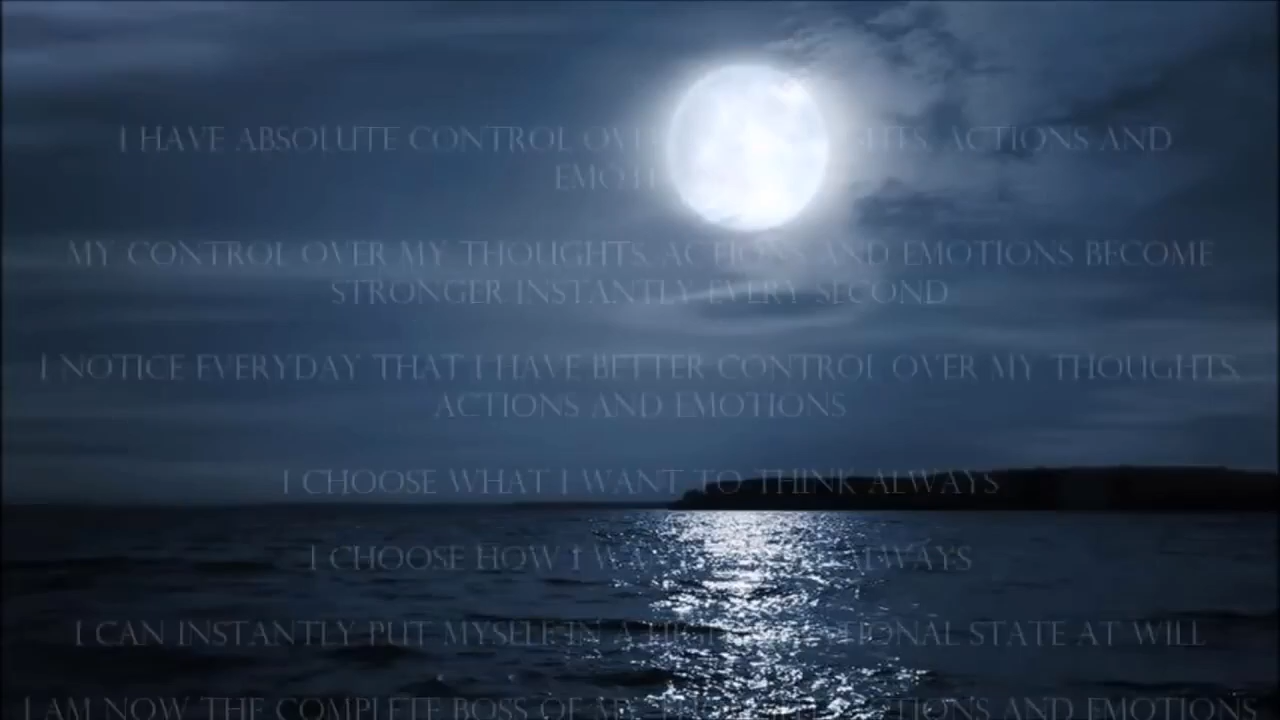 I HAVE ABSOLUTE CONTROL ACTIONS AND
MY CONTROL OVER MY THOUGHTS, ACTIONS AND EMOTIONS BECOME
STRONGER INSTANTLY EVERY SECOND
I NOTICE EVERYDAY THAT I HAVE BETTER CONTROL OVER MY THOUGHTS,
ACTIONS AND EMOTIONS
I CHOOSE WHAT I WANT TO THINK ALWAYS
I CHOOSE HOW I ALWAYS
I CAN INSTANTLY PUT MYSELF IN A STATE AT WILL
I AM NOW THE COMPLETE BOSS OF AND EMOTIONS